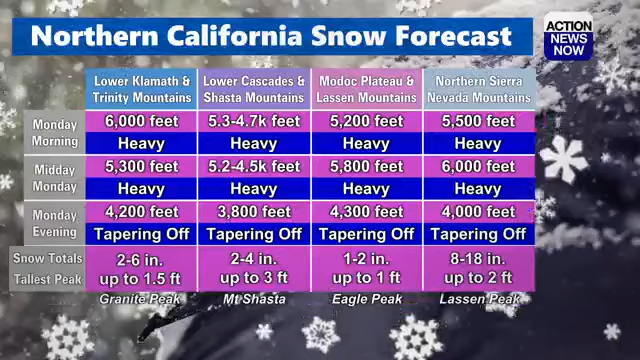 Northern California Snow Forecast
ACTION
NEWS
NOW
Lower Klamath & Lower Cascades & Modoc Plateau & Northern Sierra
Trinity Mountains Shasta Mountains Lassen Mountains Nevada Mountains
Monday 6,000 feet 5.3-4.7k feet 5,200 feet 5,500 feet
Morning Heavy Heavy Heavy Heavy
Midday 5,300 feet 5.2-4.5k feet 5,800 feet 6,000 feet
Monday Heavy Heavy Heavy Heavy
Monday 4,200 feet 3,800 feet 4,300 feet 4,000 feet
Evening Tapering Off Tapering Off Tapering Off Tapering Off
Snow Totals 2-6 in. 2-4 in. 1-2 in. 8-18 in.
Tallest Peak up to 1.5 ft up to 3 ft up to 1 ft up to 2 ft
Granite Peak Mt Shasta Eagle Peak Lassen Peak